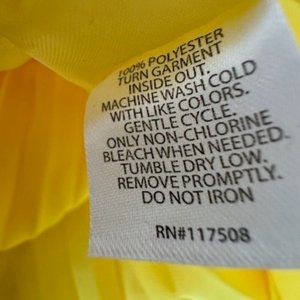 100% POLYESTER
TURN GARMENT
INSIDE OUT.
MACHINE WASH COLD
WITH LIKE COLORS.
GENTLE CYCLE.
ONLY NON-CHLORINE
BLEACH WHEN NEEDED.
TUMBLE DRY LOW.
REMOVE PROMPTLY.
DO NOT IRON
RN#117508